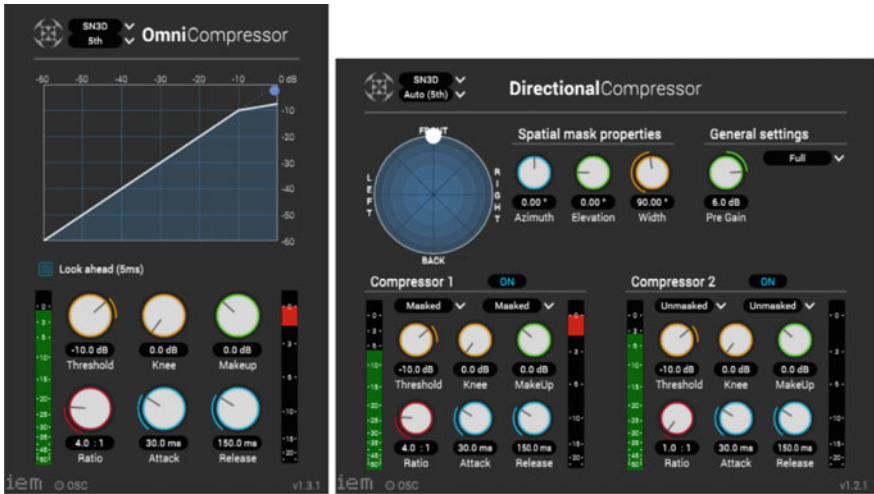 SN3D
5th
OmniCompressor
-60 -50 -40 -30 -20 -10 0 dB
-10
-20
-30
-40
-50
-60
Look ahead (5ms)
-10.0 dB 0.0 dB 0.0 dB
Threshold Knee Makeup
4.0 : 1 30.0 ms 150.0 ms
Ratio Attack Release
iem OSC v1.3.1
SN3D
Auto (5th)
DirectionalCompressor
FRONT
LEFT
RIGHT
BACK
Spatial mask properties
0.00 ° 0.00 ° 90.00 °
Azimuth Elevation Width
General settings
Full
6.0 dB
Pre Gain
Compressor 1 ON
Masked Masked
-10.0 dB 0.0 dB 0.0 dB
Threshold Knee MakeUp
4.0 : 1 30.0 ms 150.0 ms
Ratio Attack Release
Compressor 2 ON
Unmasked Unmasked
-10.0 dB 0.0 dB 0.0 dB
Threshold Knee MakeUp
1.0 : 1 30.0 ms 150.0 ms
Ratio Attack Release
iem OSC v1.2.1